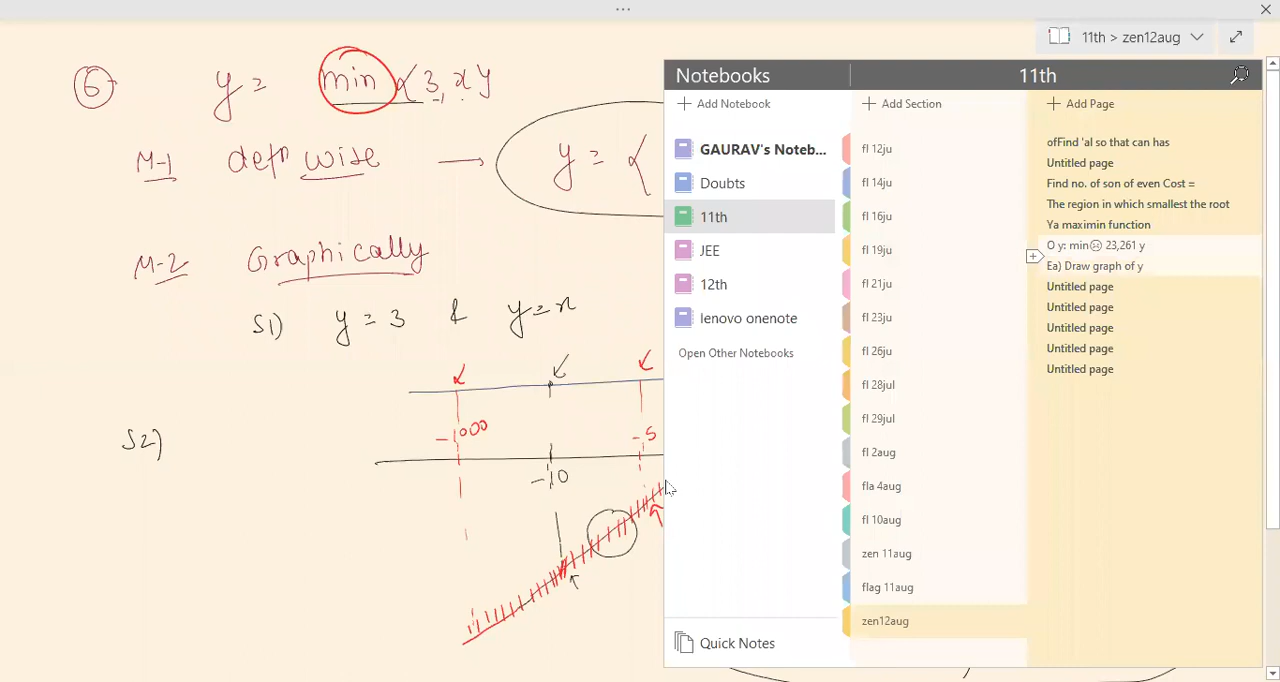 11th > zen12aug
6 y = min { 3, x }
M-1 defn wise → y = {
M-2 Graphically
S1) y = 3 & y = x
-1000 -5
S2)
-10
Notebooks
11th
Add Notebook
Add Section
Add Page
GAURAV's Noteb...
Doubts
11th
JEE
12th
lenovo onenote
Open Other Notebooks
Quick Notes
fl 12ju
fl 14ju
fl 16ju
fl 19ju
fl 21ju
fl 23ju
fl 26ju
fl 28jul
fl 29jul
fl 2aug
fla 4aug
fl 10aug
zen 11aug
flag 11aug
zen12aug
ofFind 'al so that can has
Untitled page
Find no. of son of even Cost =
The region in which smallest the root
Ya maximin function
O y: min☹ 23,261 y
Ea) Draw graph of y
Untitled page
Untitled page
Untitled page
Untitled page
Untitled page